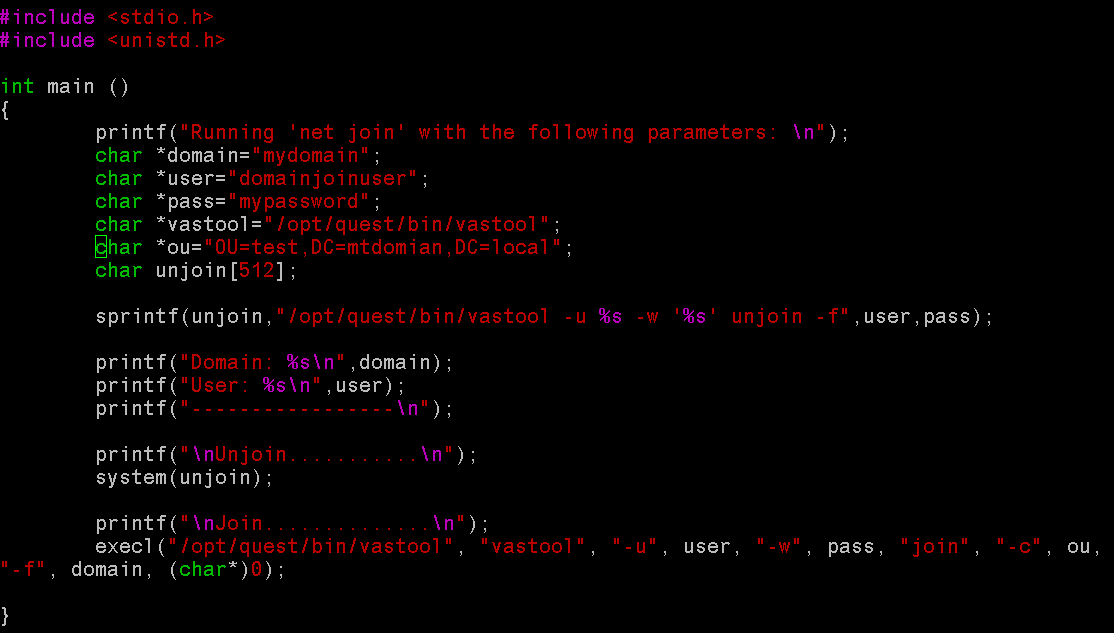 #include <stdio.h>
#include <unistd.h>
int main ()
{
printf("Running 'net join' with the following parameters: \n");
char *domain="mydomain";
char *user="domainjoinuser";
char *pass="mypassword";
char *vastool="/opt/quest/bin/vastool";
char *ou="OU=test,DC=mtdomian,DC=local";
char unjoin[512];
sprintf(unjoin,"/opt/quest/bin/vastool -u %s -w '%s' unjoin -f",user,pass);
printf("Domain: %s\n",domain);
printf("User: %s\n",user);
printf("-----------------\n");
printf("\nUnjoin...........\n");
system(unjoin);
printf("\nJoin..............\n");
execl("/opt/quest/bin/vastool", "vastool", "-u", user, "-w", pass, "join", "-c", ou,
"-f", domain, (char*)0);
}